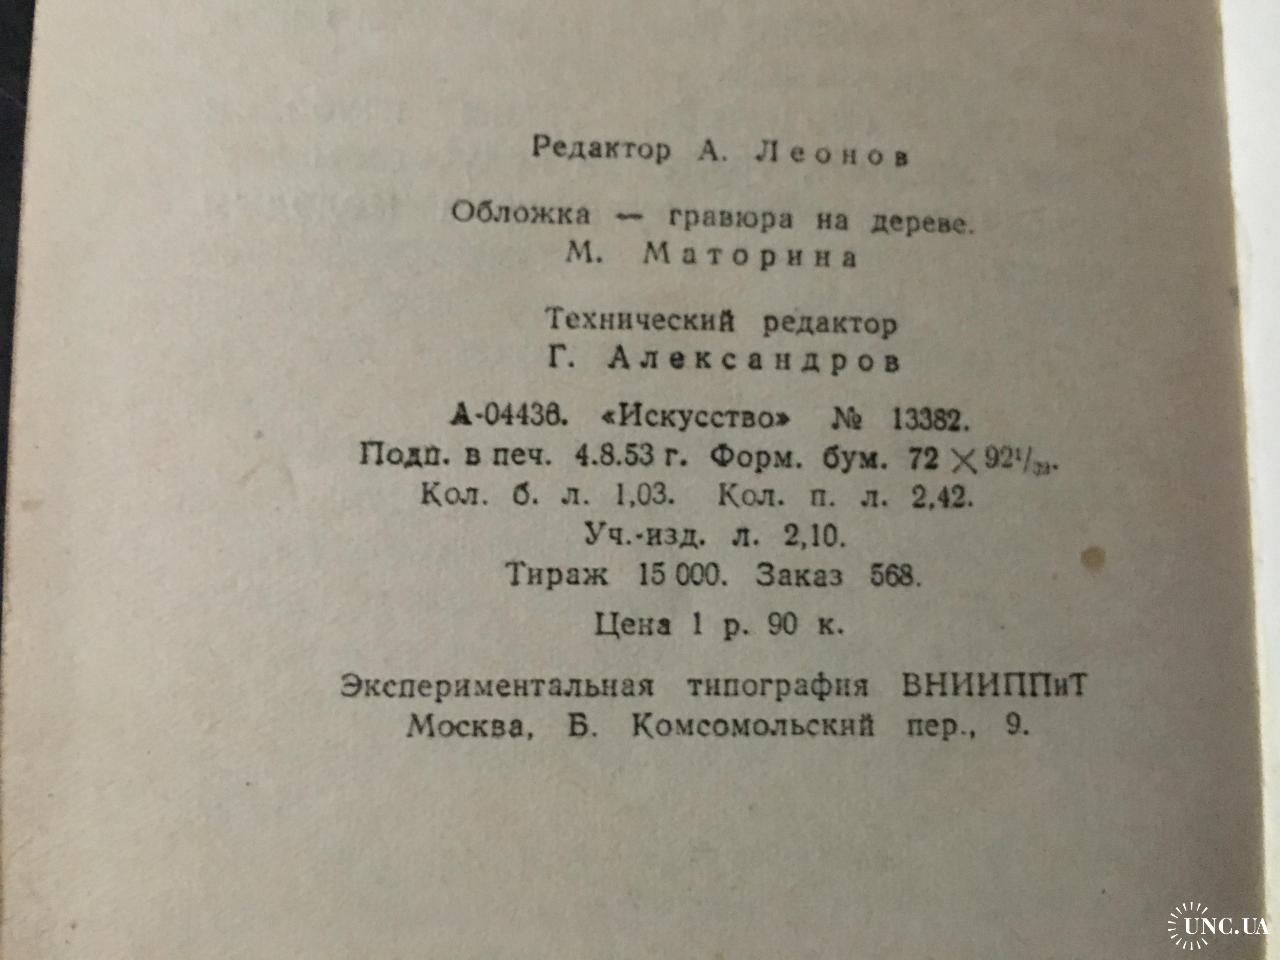 Редактор А. Леонов
Обложка — гравюра на дереве.
М. Маторина
Технический редактор
Г. Александров
А-04436. «Искусство» № 13382.
Подп. в печ. 4.8.53 г. Форм. бум. 72 × 92¹/₃₂.
Кол. б. л. 1,03. Кол. п. л. 2,42.
Уч.-изд. л. 2,10.
Тираж 15 000. Заказ 568.
Цена 1 р. 90 к.
Экспериментальная типография ВНИИППиТ
Москва, Б. Комсомольский пер., 9.
UNC.UA